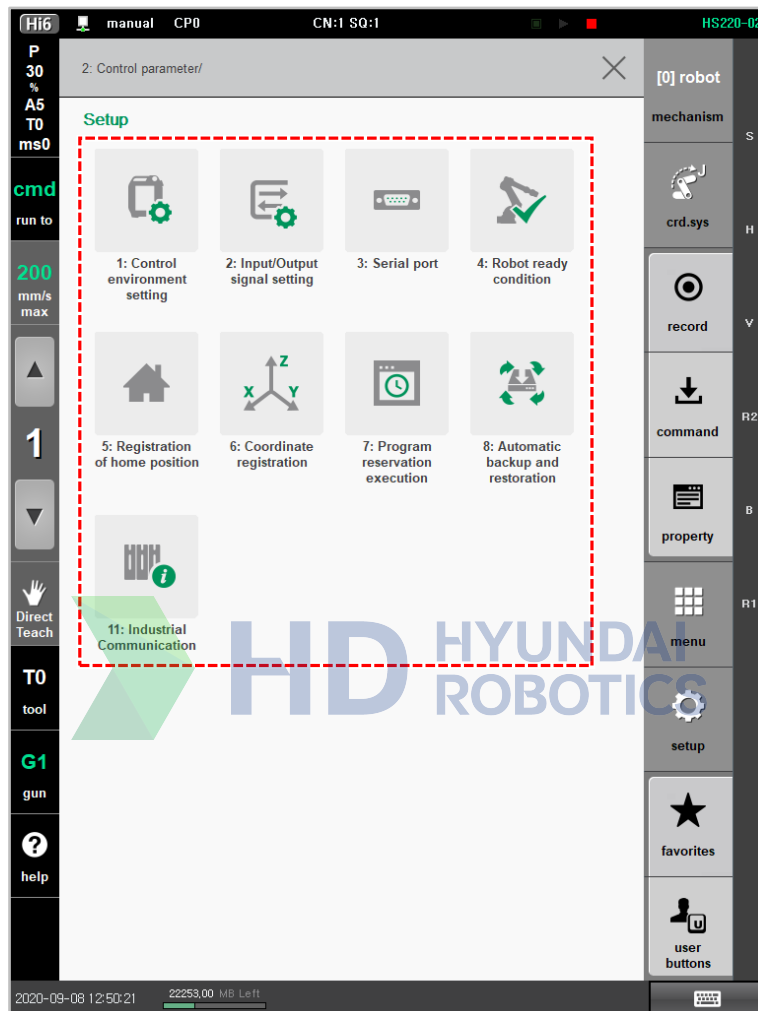 Hi6 manual CP0 CN:1 SQ:1 HS220-02
P
30
%
A5
T0
ms0
cmd
run to
200
mm/s
max
1
Direct
Teach
T0
tool
G1
gun
?
help
2: Control parameter/
Setup
1: Control
environment
setting
2: Input/Output
signal setting
3: Serial port
4: Robot ready
condition
5: Registration
of home position
X Y Z
6: Coordinate
registration
7: Program
reservation
execution
8: Automatic
backup and
restoration
i
11: Industrial
Communication
HD HYUNDAI
ROBOTICS
[0] robot
mechanism
J
crd.sys
record
command
property
menu
setup
favorites
U
user
buttons
S
H
V
R2
B
R1
2020-09-08 12:50:21 22253,00 MB Left